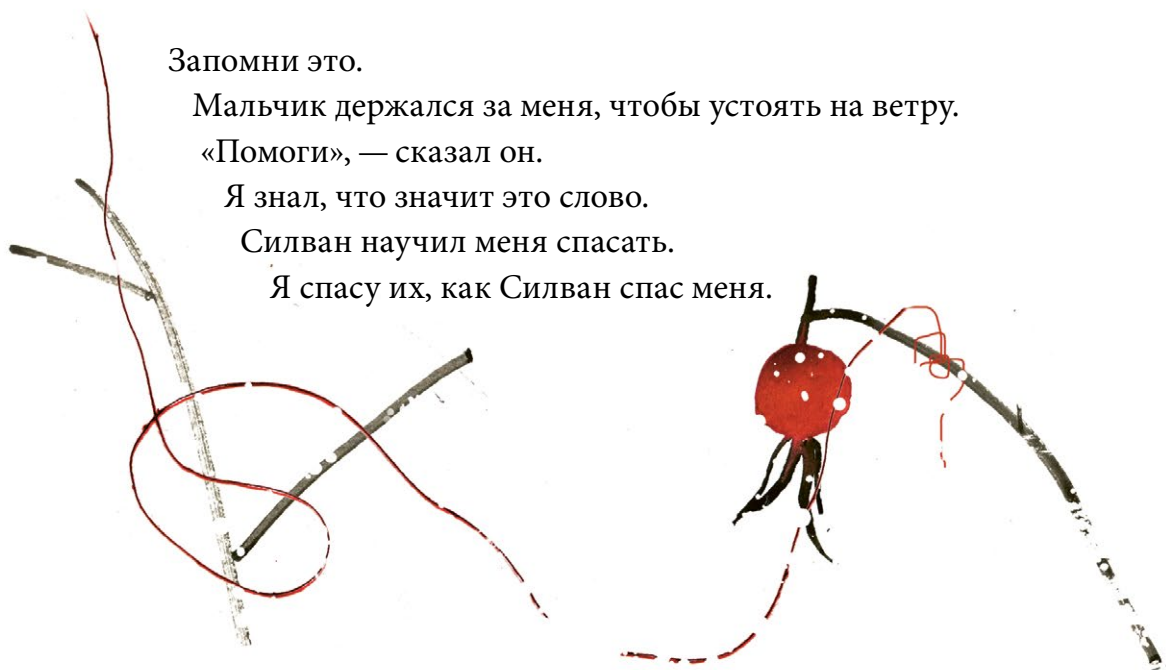 Запомни это.
Мальчик держался за меня, чтобы устоять на ветру.
«Помоги», — сказал он.
Я знал, что значит это слово.
Силван научил меня спасать.
Я спасу их, как Силван спас меня.